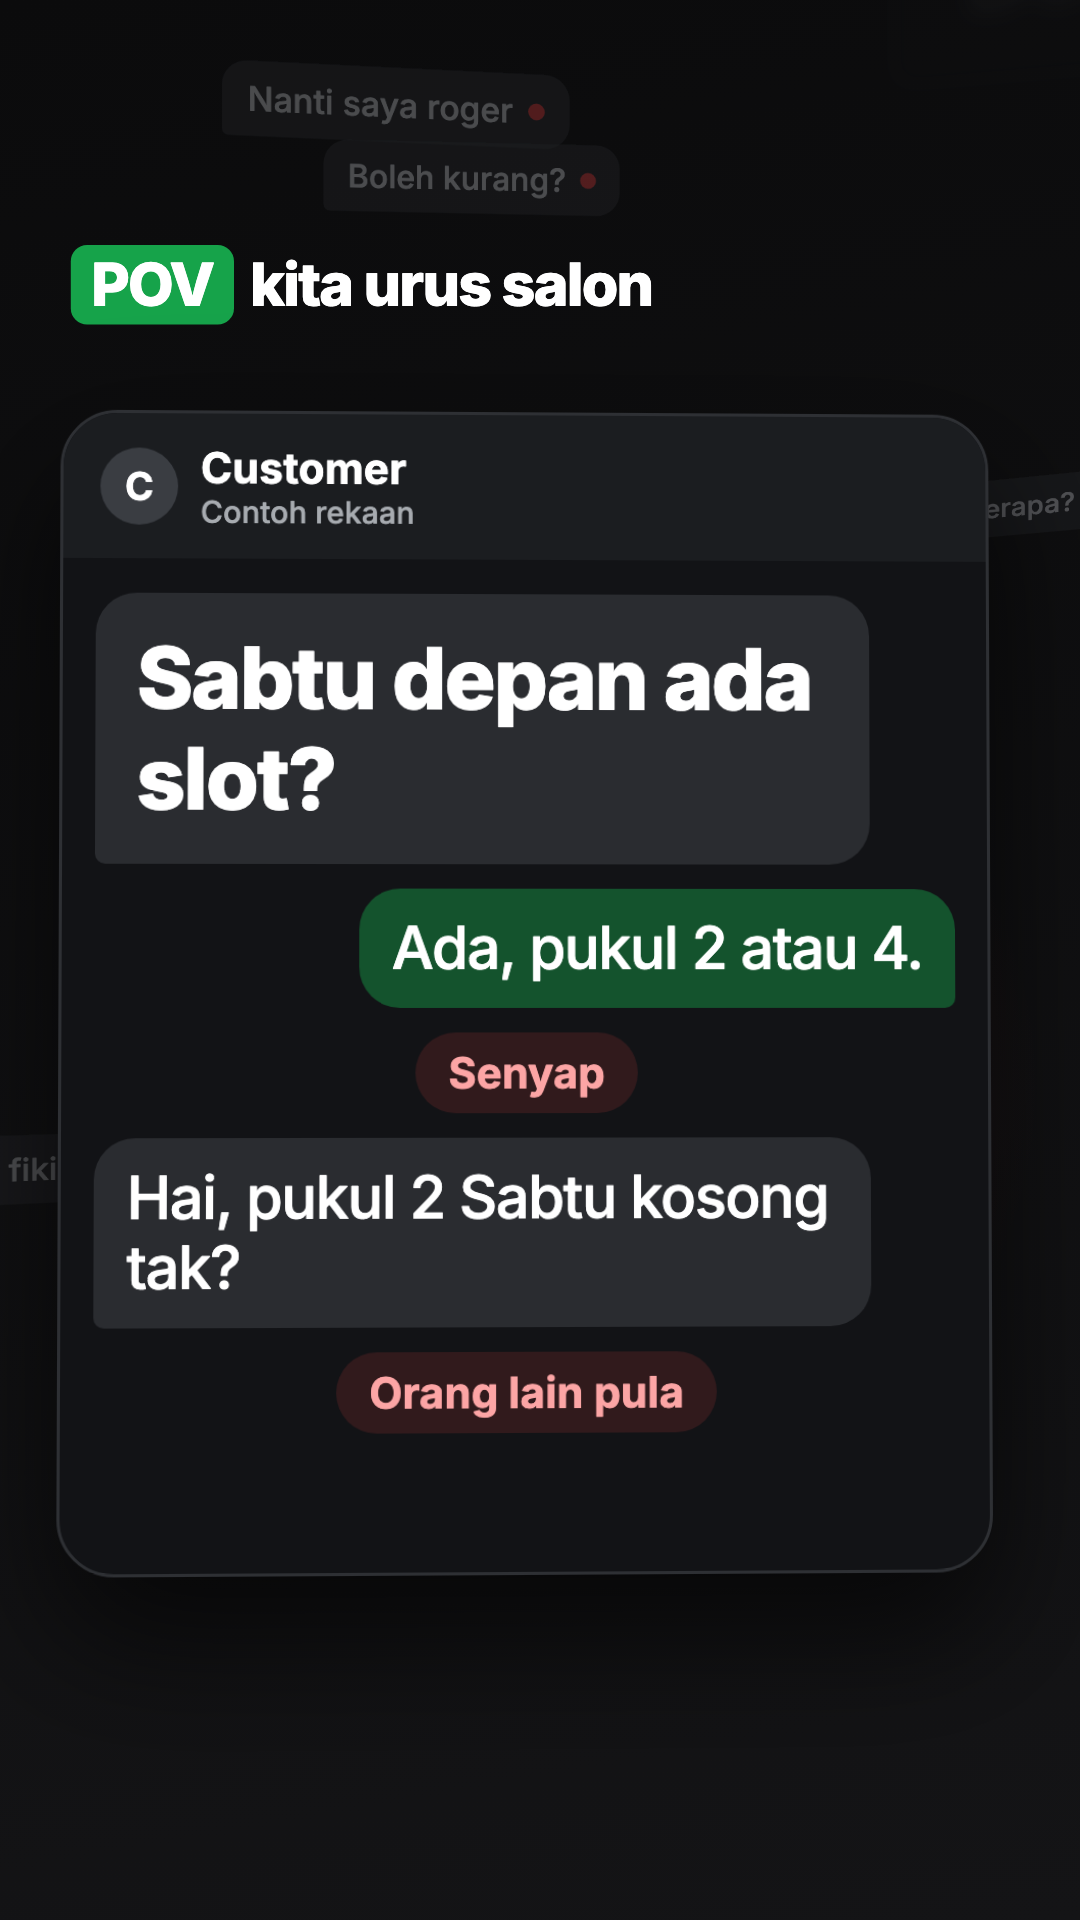 Nanti saya roger
Boleh kurang?
POV kita urus salon
C
Customer
Contoh rekaan
erapa?
Sabtu depan ada
slot?
Ada, pukul 2 atau 4.
Senyap
fiki
Hai, pukul 2 Sabtu kosong
tak?
Orang lain pula